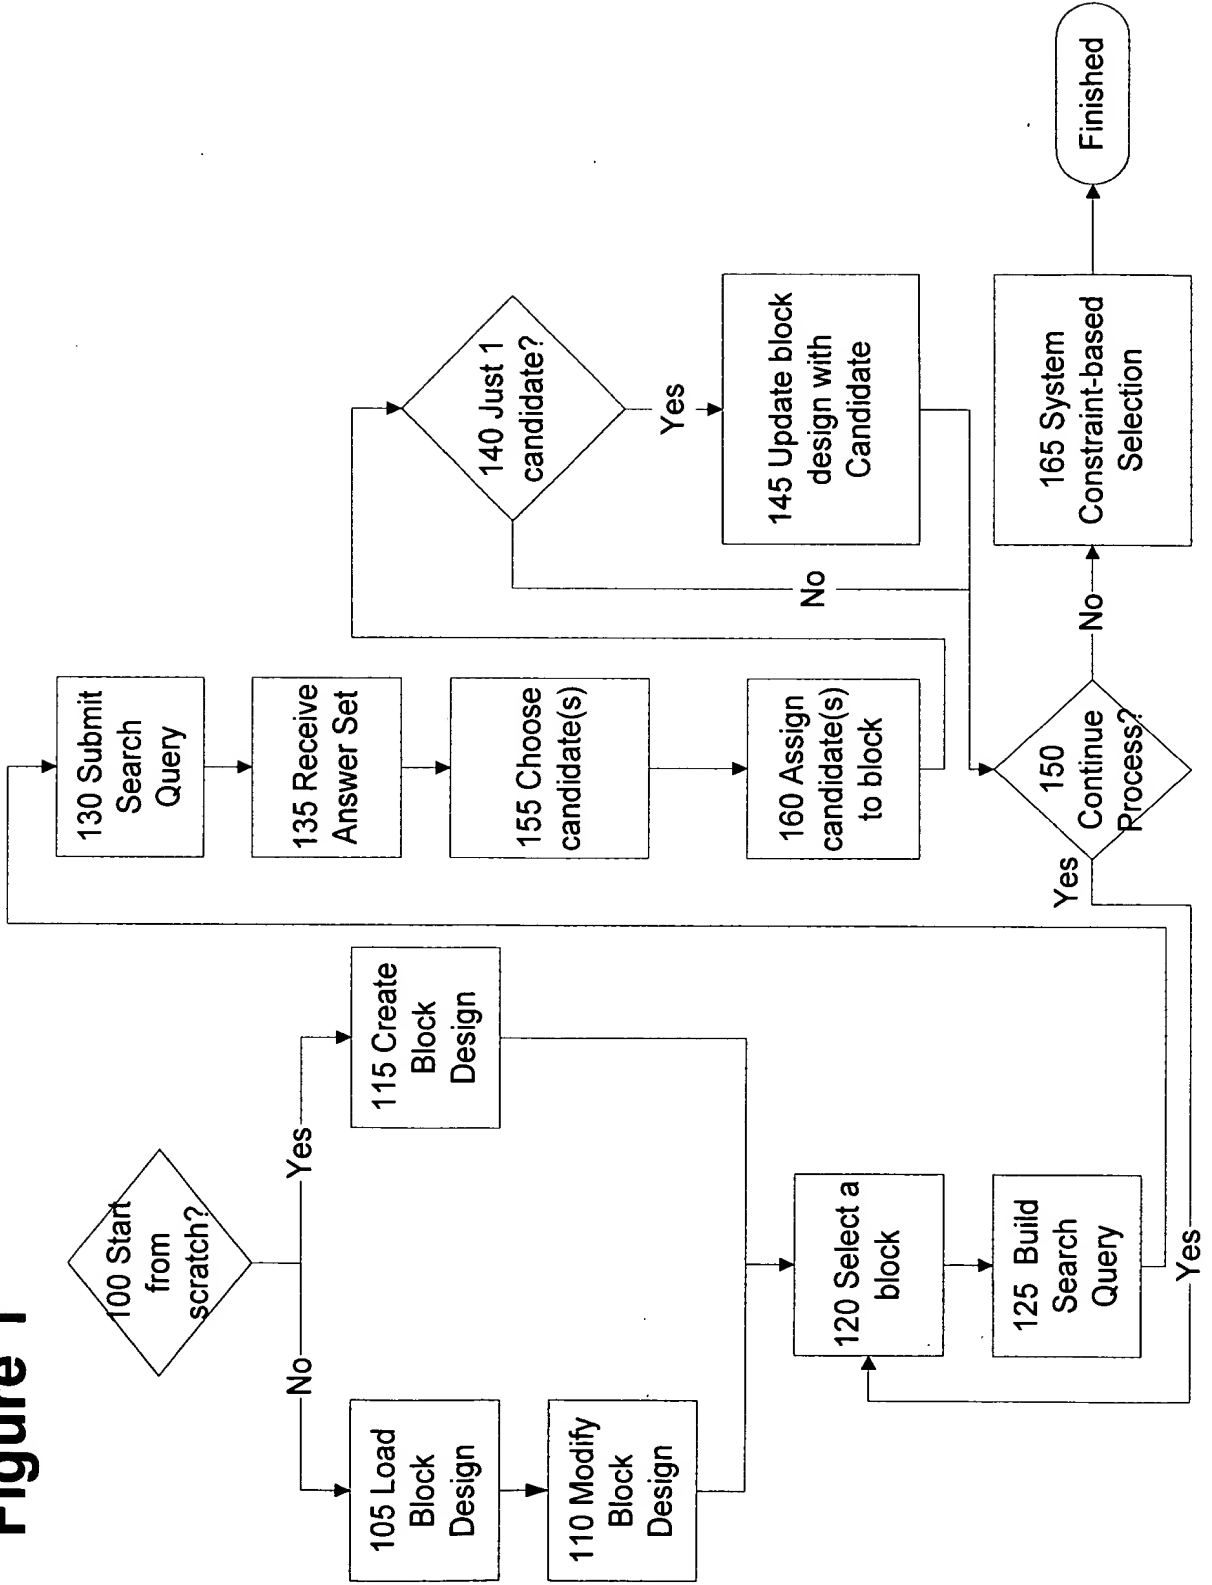 Figure 1
100 Start
from
scratch?
No
Yes
105 Load
Block
Design
110 Modify
Block
Design
115 Create
Block
Design
120 Select a
block
125 Build
Search
Query
130 Submit
Search
Query
135 Receive
Answer Set
155 Choose
candidate(s)
160 Assign
candidate(s)
to block
140 Just 1
candidate?
Yes
No
145 Update block
design with
Candidate
150
Continue
Process?
Yes
Yes
No
165 System
Constraint-based
Selection
Finished